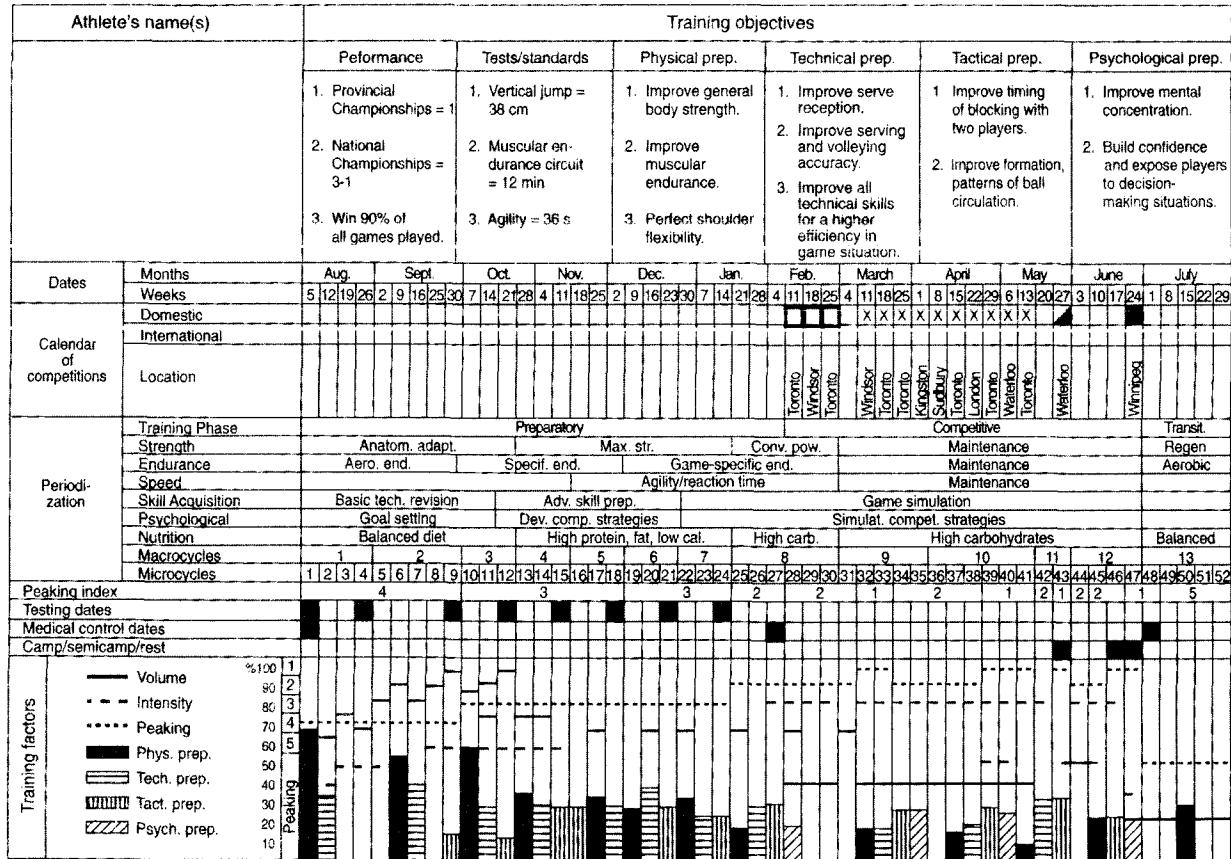 Athlete's name(s)
Training objectives
Peformance
Tests/standards
Physical prep.
Technical prep.
Tactical prep.
Psychological prep.
1. Provincial
Championships = 1
2. National
Championships =
3-1
3. Win 90% of
all games played.
1. Vertical jump =
38 cm
2. Muscular en-
durance circuit
= 12 min
3. Agility = 36 s
1. Improve general
body strength.
2. Improve
muscular
endurance.
3. Perfect shoulder
flexibility.
1. Improve serve
reception.
2. Improve serving
and volleying
accuracy.
3. Improve all
technical skills
for a higher
efficiency in
game situation.
1 Improve timing
of blocking with
two players.
2. Improve formation,
patterns of ball
circulation.
1. Improve mental
concentration.
2. Build confidence
and expose players
to decision-
making situations.
Dates
Months Aug. Sept. Oct. Nov. Dec. Jan. Feb. March April May June July
Weeks 5 12 19 26 2 9 16 25 30 7 14 21 28 4 11 18 25 2 9 16 23 30 7 14 21 28 4 11 18 25 4 11 18 25 1 8 15 22 29 6 13 20 27 3 10 17 24 1 8 15 22 29
Calendar
of
competitions
Domestic X X X X X X X X X X
International
Location Toronto Windsor Toronto Windsor Toronto Toronto Kingston Sudbury Toronto London Toronto Waterloo Toronto Waterloo Winnipeg
Periodi-
zation
Training Phase Preparatory Competitive Transit.
Strength Anatom. adapt. Max. str. Conv. pow. Maintenance Regen
Endurance Aero. end. Specif. end. Game-specific end. Maintenance Aerobic
Speed Agility/reaction time Maintenance
Skill Acquisition Basic tech. revision Adv. skill prep. Game simulation
Psychological Goal setting Dev. comp. strategies Simulat. compet. strategies
Nutrition Balanced diet High protein, fat, low cal. High carb. High carbohydrates Balanced
Macrocycles 1 2 3 4 5 6 7 8 9 10 11 12 13
Microcycles 1 2 3 4 5 6 7 8 9 10 11 12 13 14 15 16 17 18 19 20 21 22 23 24 25 26 27 28 29 30 31 32 33 34 35 36 37 38 39 40 41 42 43 44 45 46 47 48 49 50 51 52
Peaking index 4 3 3 2 2 1 2 1 2 1 2 2 1 5
Testing dates
Medical control dates
Camp/semicamp/rest
Training factors
Volume
Intensity
Peaking
Phys. prep.
Tech. prep.
Tact. prep.
Psych. prep.
%100
90
80
70
60
50
40
30
20
10
1
2
3
4
5
Peaking